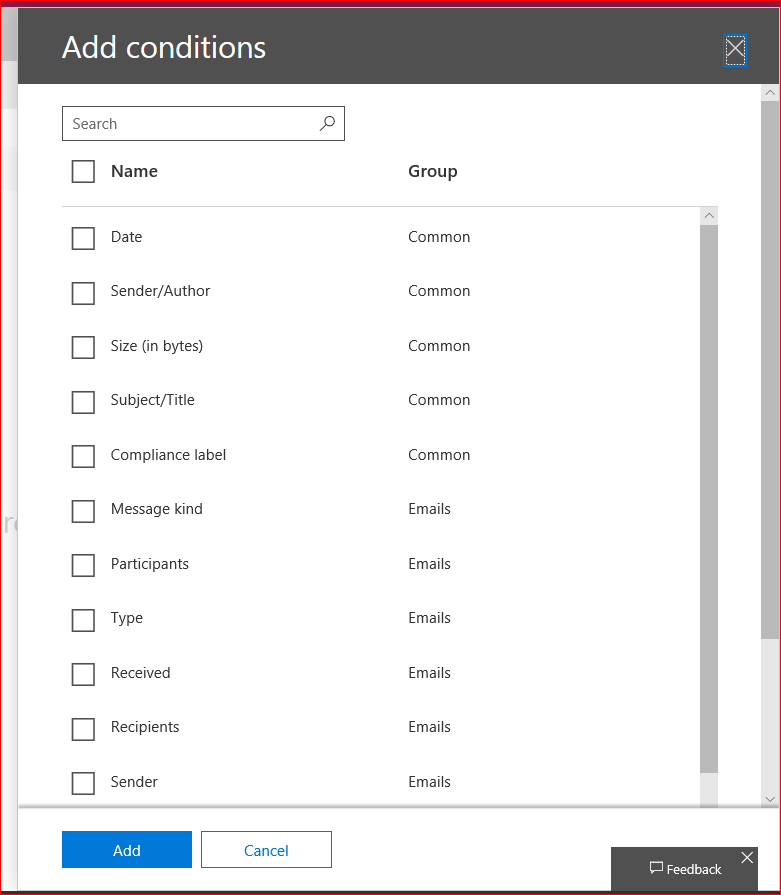 Add conditions
Search
Name Group
Date Common
Sender/Author Common
Size (in bytes) Common
Subject/Title Common
Compliance label Common
Message kind Emails
Participants Emails
Type Emails
Received Emails
Recipients Emails
Sender Emails
Add Cancel
Feedback